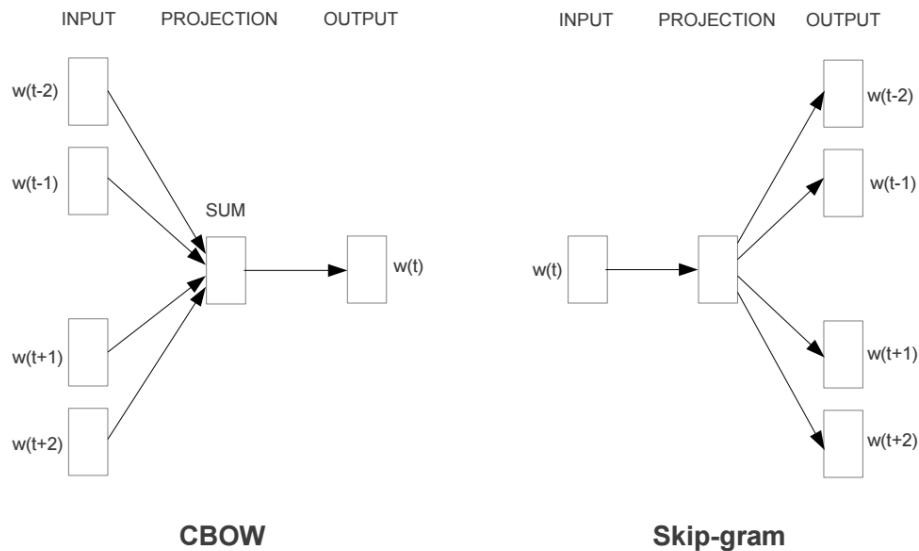 INPUT PROJECTION OUTPUT
w(t-2)
w(t-1)
SUM
w(t)
w(t+1)
w(t+2)
CBOW
INPUT PROJECTION OUTPUT
w(t-2)
w(t-1)
w(t)
w(t+1)
w(t+2)
Skip-gram